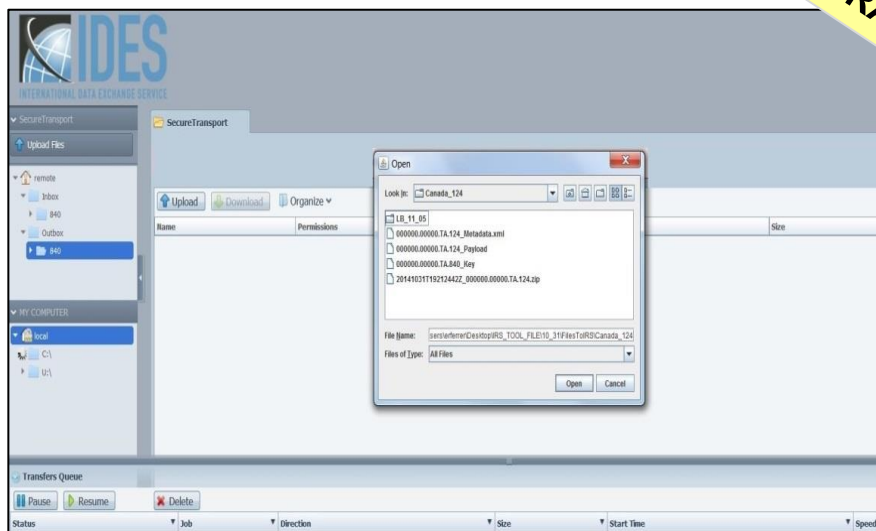 IDES
INTERNATIONAL DATA EXCHANGE SERVICE
SecureTransport
Upload Files
remote
Inbox
840
Outbox
840
MY COMPUTER
local
C:\
U:\
SecureTransport
Upload
Download
Organize
Name
Permissions
Size
Open
Look In:
Canada_124
LB_11_05
000000.00000.TA.124_Metadata.xml
000000.00000.TA.124_Payload
000000.00000.TA.840_Key
20141031T19212442Z_000000.00000.TA.124.zip
File Name:
sers\erferrer\Desktop\IRS_TOOL_FILE\10_31\FilesToIRS\Canada_124
Files of Type:
All Files
Open
Cancel
Transfers Queue
Pause
Resume
Delete
Status
Job
Direction
Size
Start Time
Speed